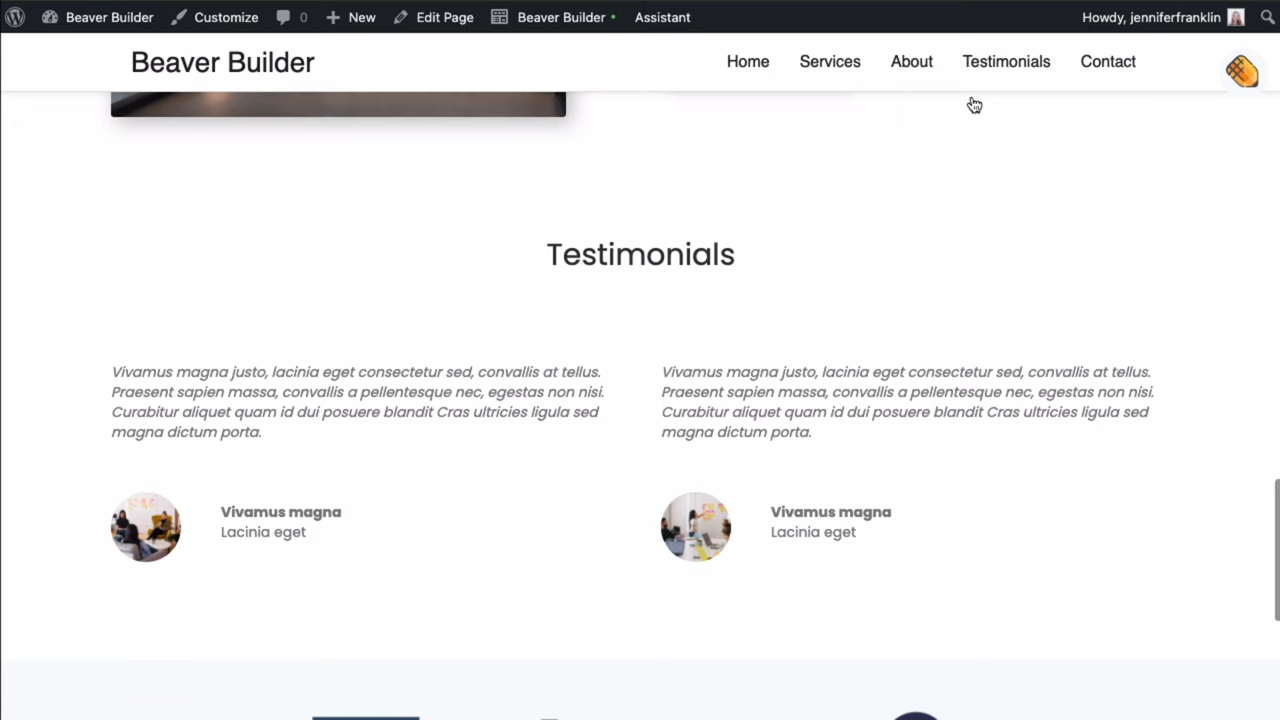 Beaver Builder Customize 0 New Edit Page Beaver Builder Assistant Howdy, jenniferfranklin
Beaver Builder Home Services About Testimonials Contact
Testimonials
Vivamus magna justo, lacinia eget consectetur sed, convallis at tellus.
Praesent sapien massa, convallis a pellentesque nec, egestas non nisi.
Curabitur aliquet quam id dui posuere blandit Cras ultricies ligula sed
magna dictum porta.
Vivamus magna
Lacinia eget
Vivamus magna justo, lacinia eget consectetur sed, convallis at tellus.
Praesent sapien massa, convallis a pellentesque nec, egestas non nisi.
Curabitur aliquet quam id dui posuere blandit Cras ultricies ligula sed
magna dictum porta.
Vivamus magna
Lacinia eget